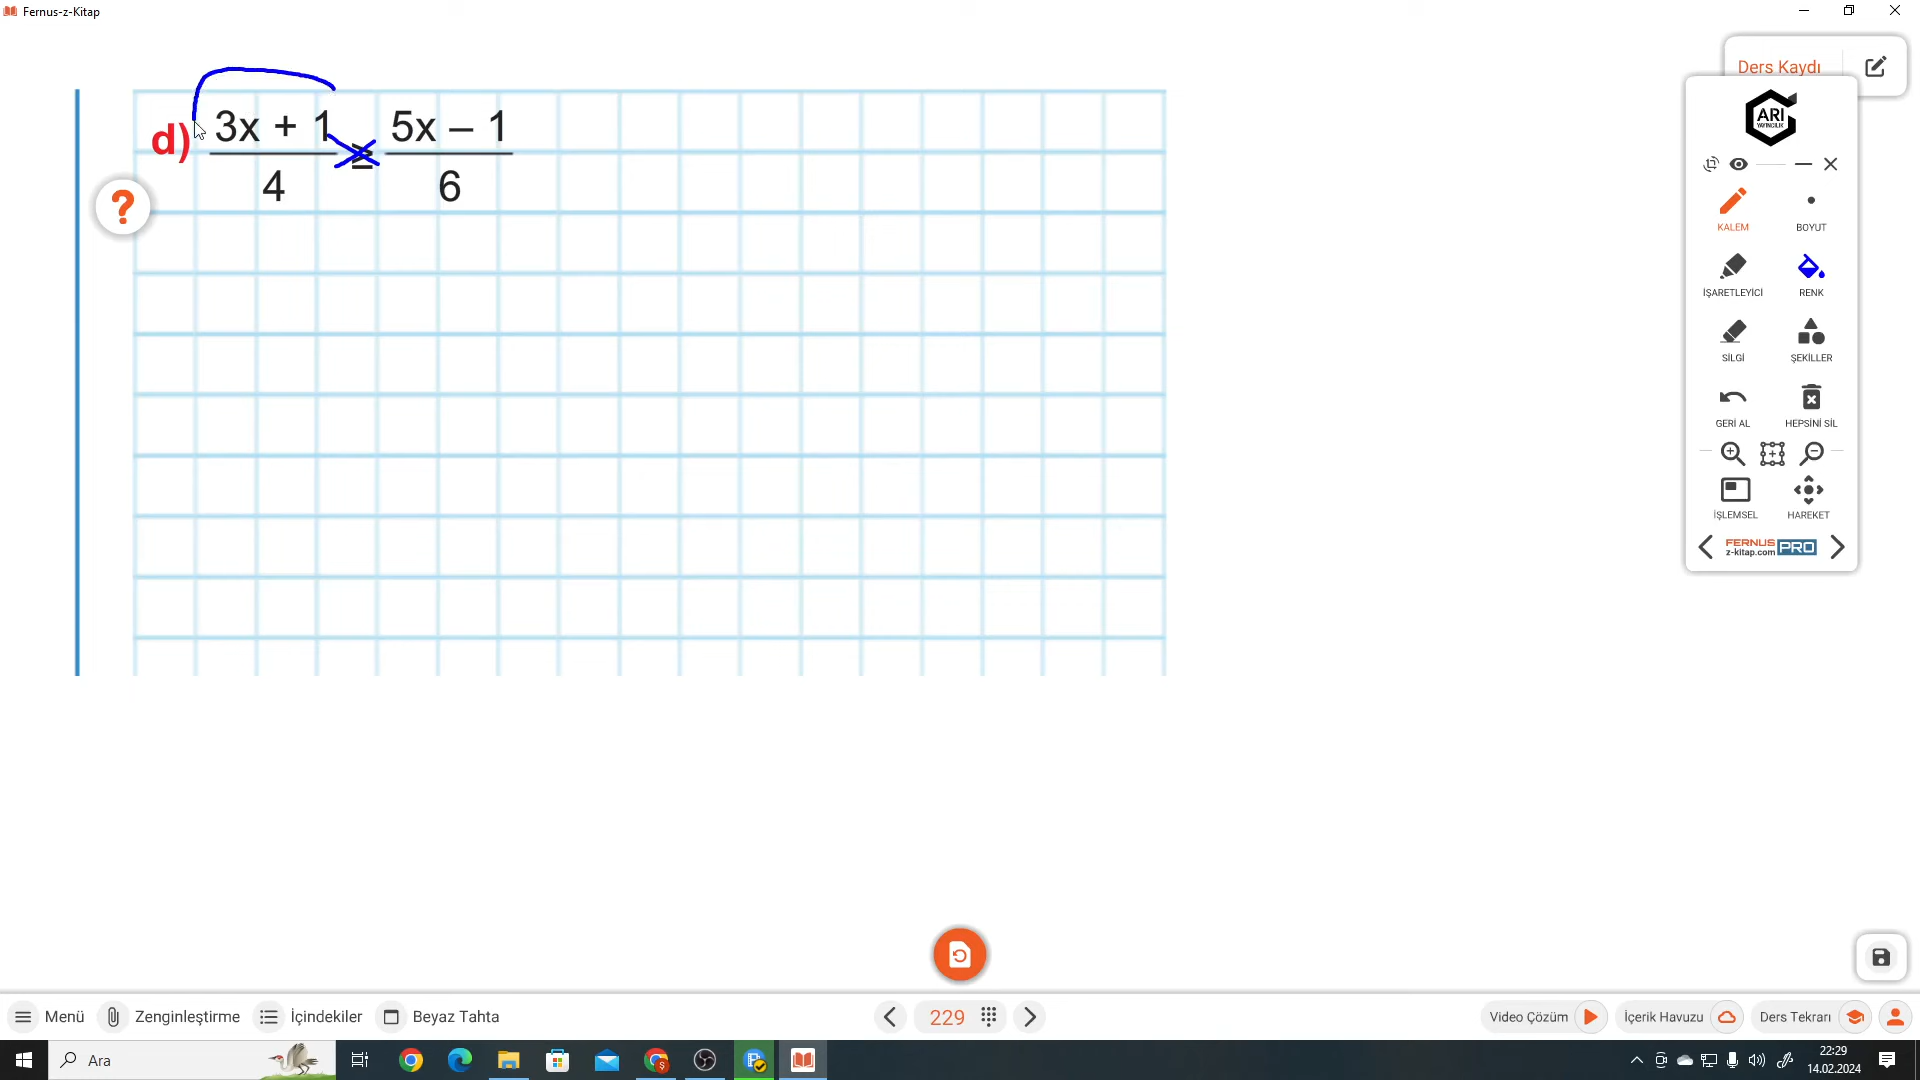 Fernus-z-Kitap
Ders Kaydı
d) 3x + 1 ≥ 5x – 1
4 6
?
ARI
YAYINCILIK
KALEM BOYUT
İŞARETLEYİCİ RENK
SİLGİ ŞEKİLLER
GERİ AL HEPSİNİ SİL
İŞLEMSEL HAREKET
FERNUS
z-kitap.com PRO
Menü Zenginleştirme İçindekiler Beyaz Tahta 229 Video Çözüm İçerik Havuzu Ders Tekrarı
Ara 22:29
14.02.2024